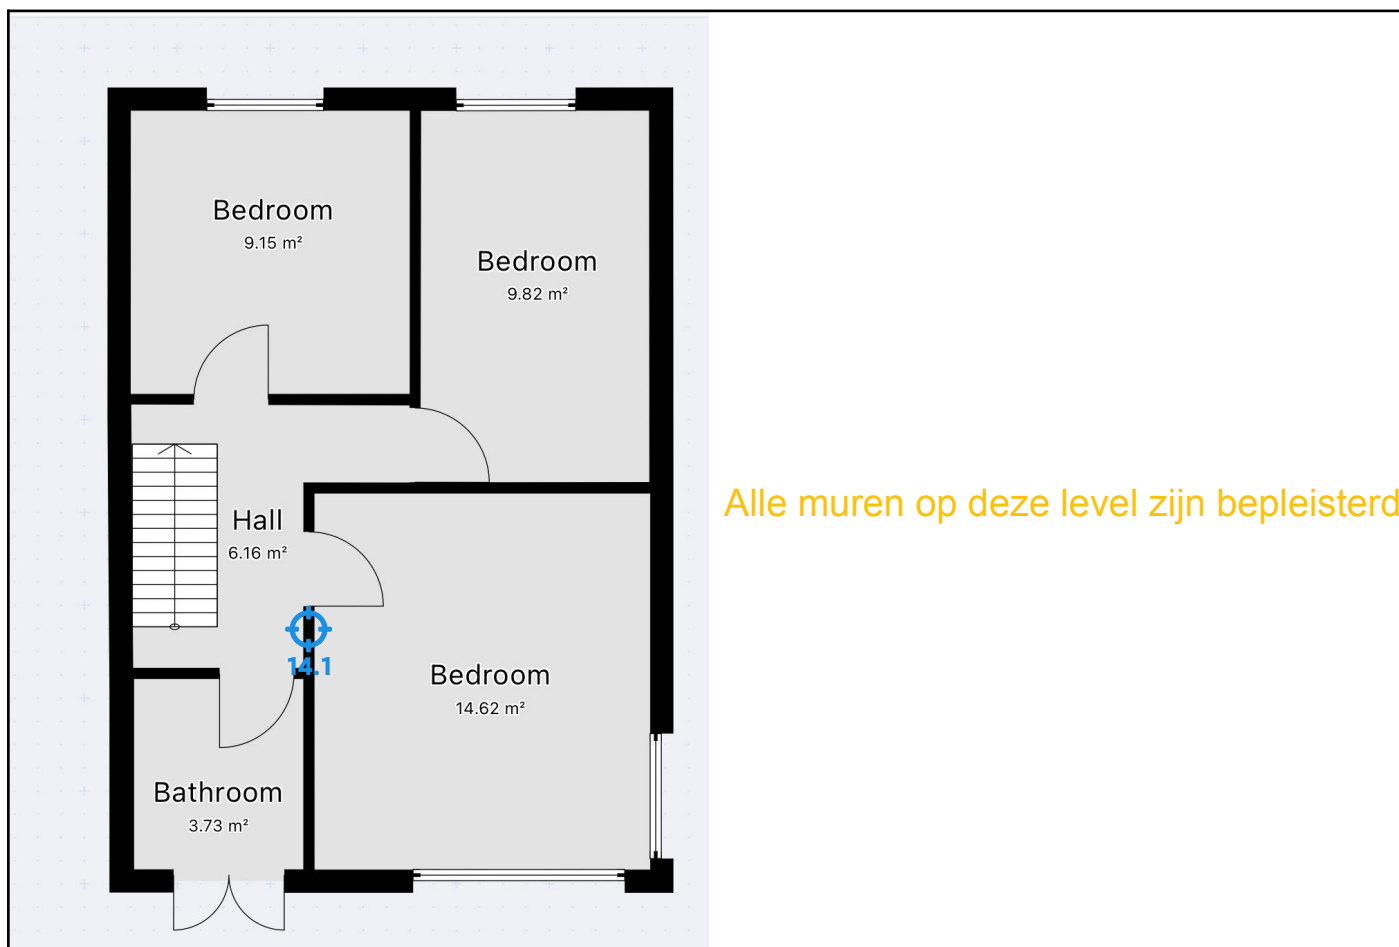 Bedroom
9.15 m²
Bedroom
9.82 m²
Alle muren op deze level zijn bepleisterd
Hall
6.16 m²
14.1
Bedroom
14.62 m²
Bathroom
3.73 m²